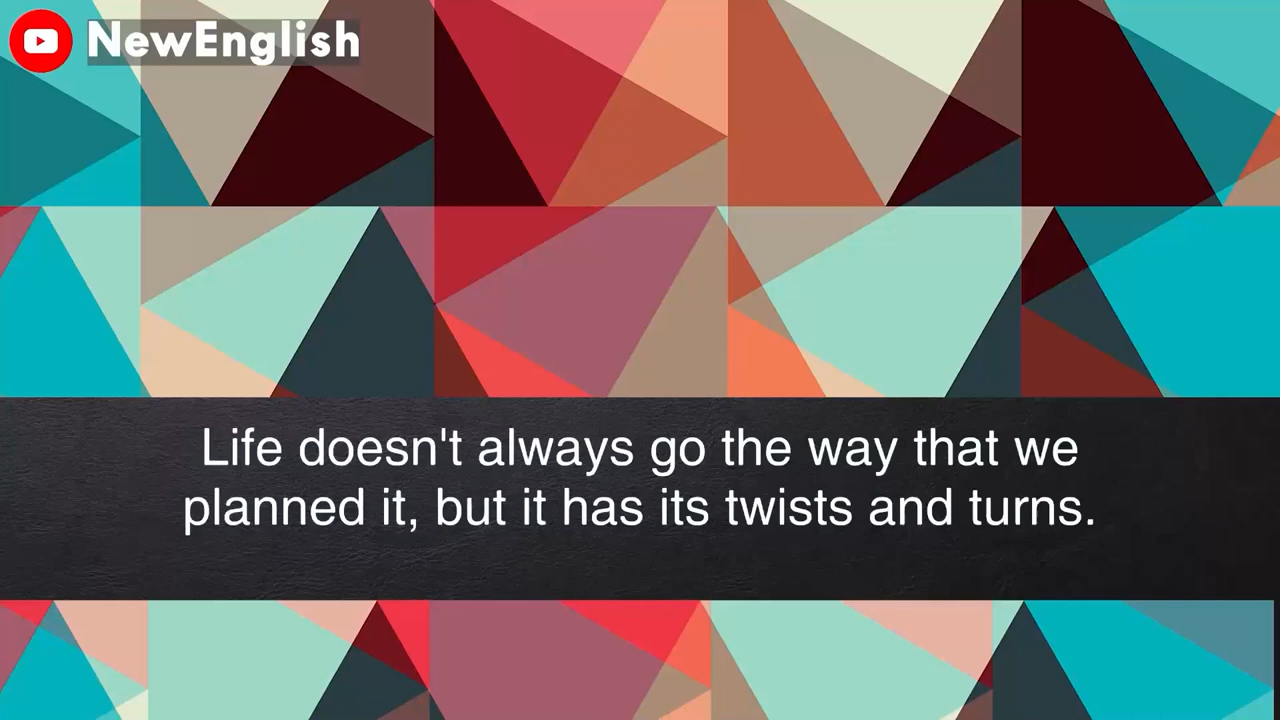 NewEnglish
Life doesn't always go the way that we
planned it, but it has its twists and turns.